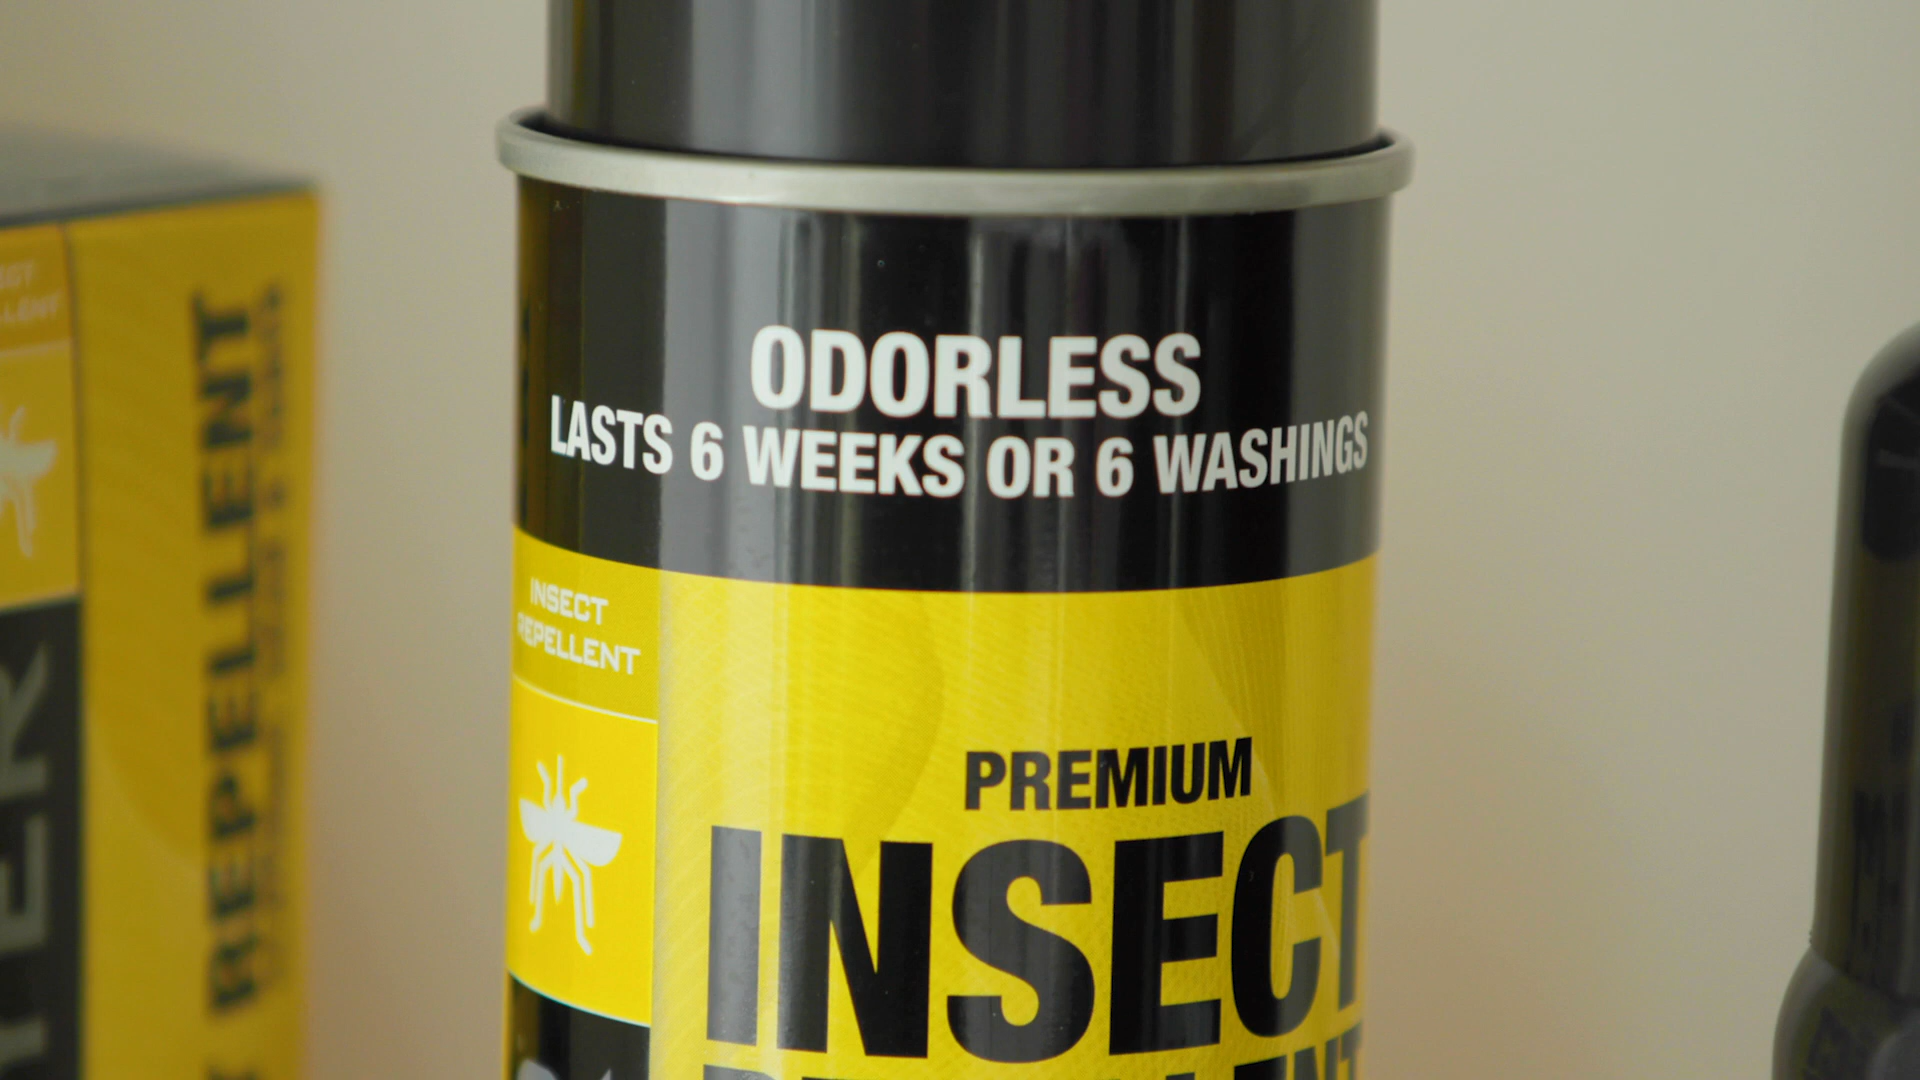 ODORLESS
LASTS 6 WEEKS OR 6 WASHINGS
INSECT
REPELLENT
PREMIUM
INSECT
REPELLENT